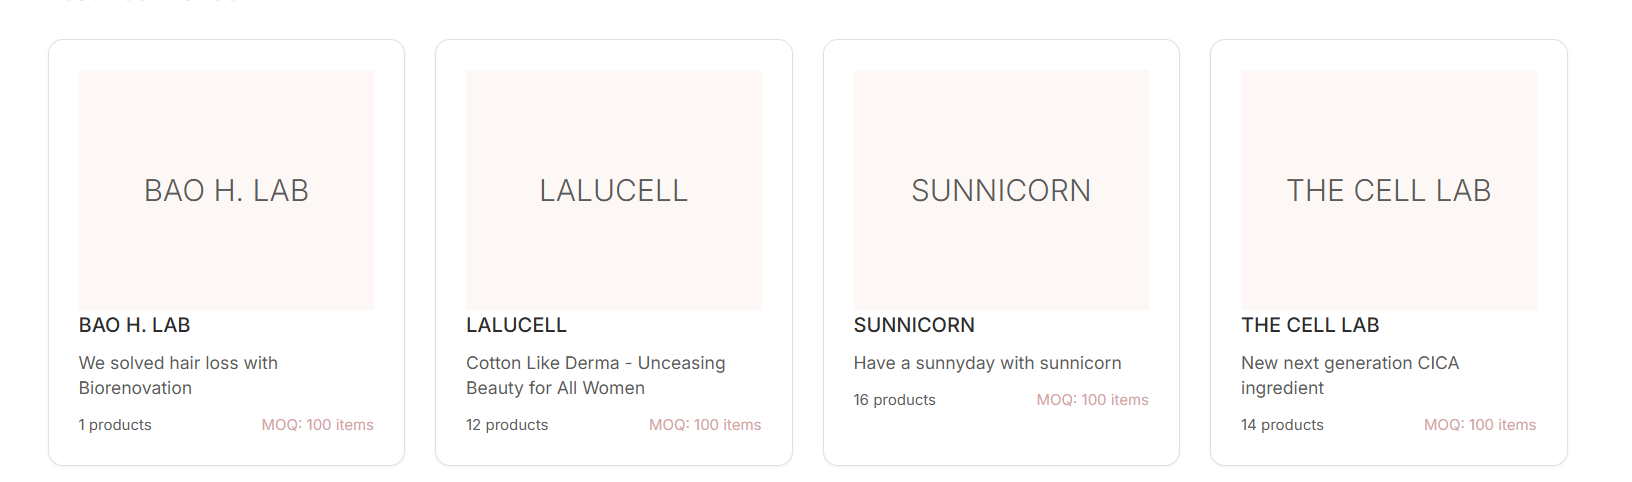 BAO H. LAB
BAO H. LAB
We solved hair loss with
Biorenovation
1 products MOQ: 100 items
LALUCELL
LALUCELL
Cotton Like Derma - Unceasing
Beauty for All Women
12 products MOQ: 100 items
SUNNICORN
SUNNICORN
Have a sunnyday with sunnicorn
16 products MOQ: 100 items
THE CELL LAB
THE CELL LAB
New next generation CICA
ingredient
14 products MOQ: 100 items